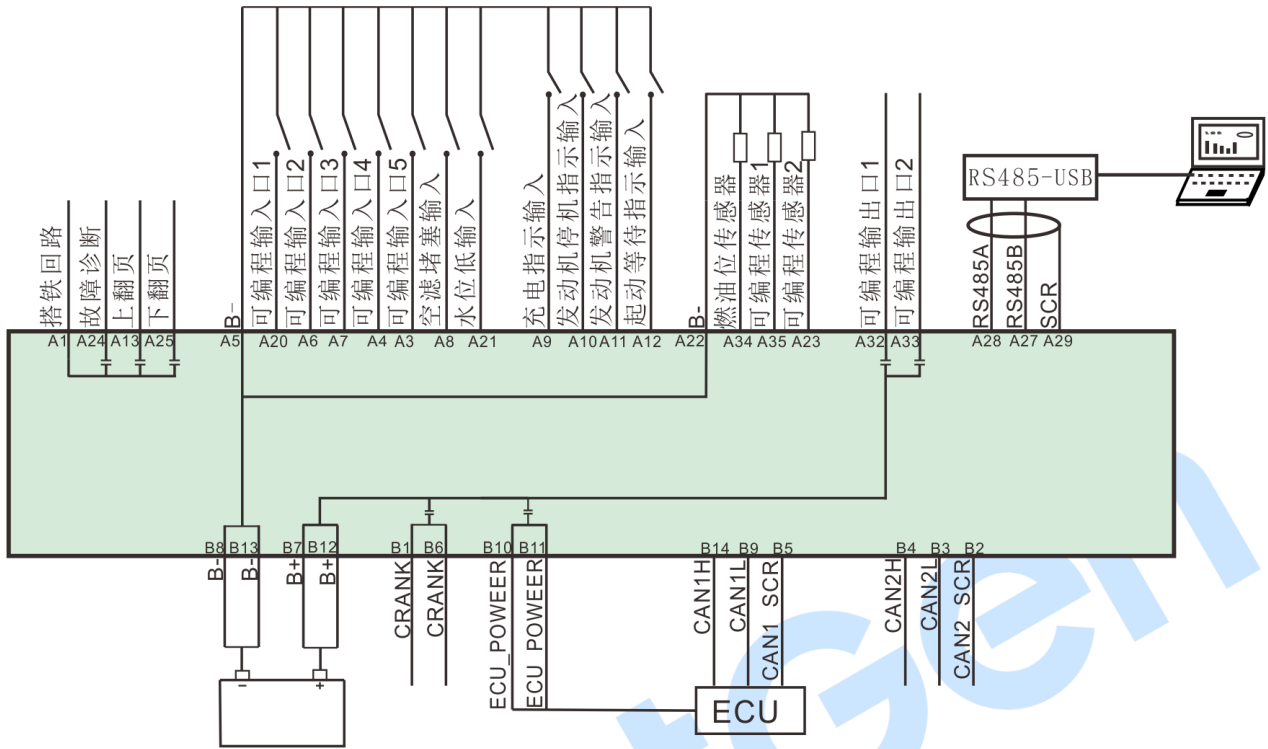 搭铁回路
故障诊断
上翻页
下翻页
B-
可编程输入口1
可编程输入口2
可编程输入口3
可编程输入口4
可编程输入口5
空滤堵塞输入
水位低输入
充电指示输入
发动机停机指示输入
发动机警告指示输入
起动等待指示输入
B-
燃油位传感器
可编程传感器1
可编程传感器2
可编程输出口1
可编程输出口2
RS485-USB
RS485A
RS485B
SCR
A1
A24
A13
A25
A5
A20
A6
A7
A4
A3
A8
A21
A9
A10
A11
A12
A22
A34
A35
A23
A32
A33
A28
A27
A29
B8
B13
B7
B12
B1
B6
B10
B11
B14
B9
B5
B4
B3
B2
B-
B-
B+
B+
CRANK
CRANK
ECU_POWEER
ECU POWEER
CAN1H
CAN1L
CAN1 SCR
CAN2H
CAN2L
CAN2 SCR
-
+
ECU